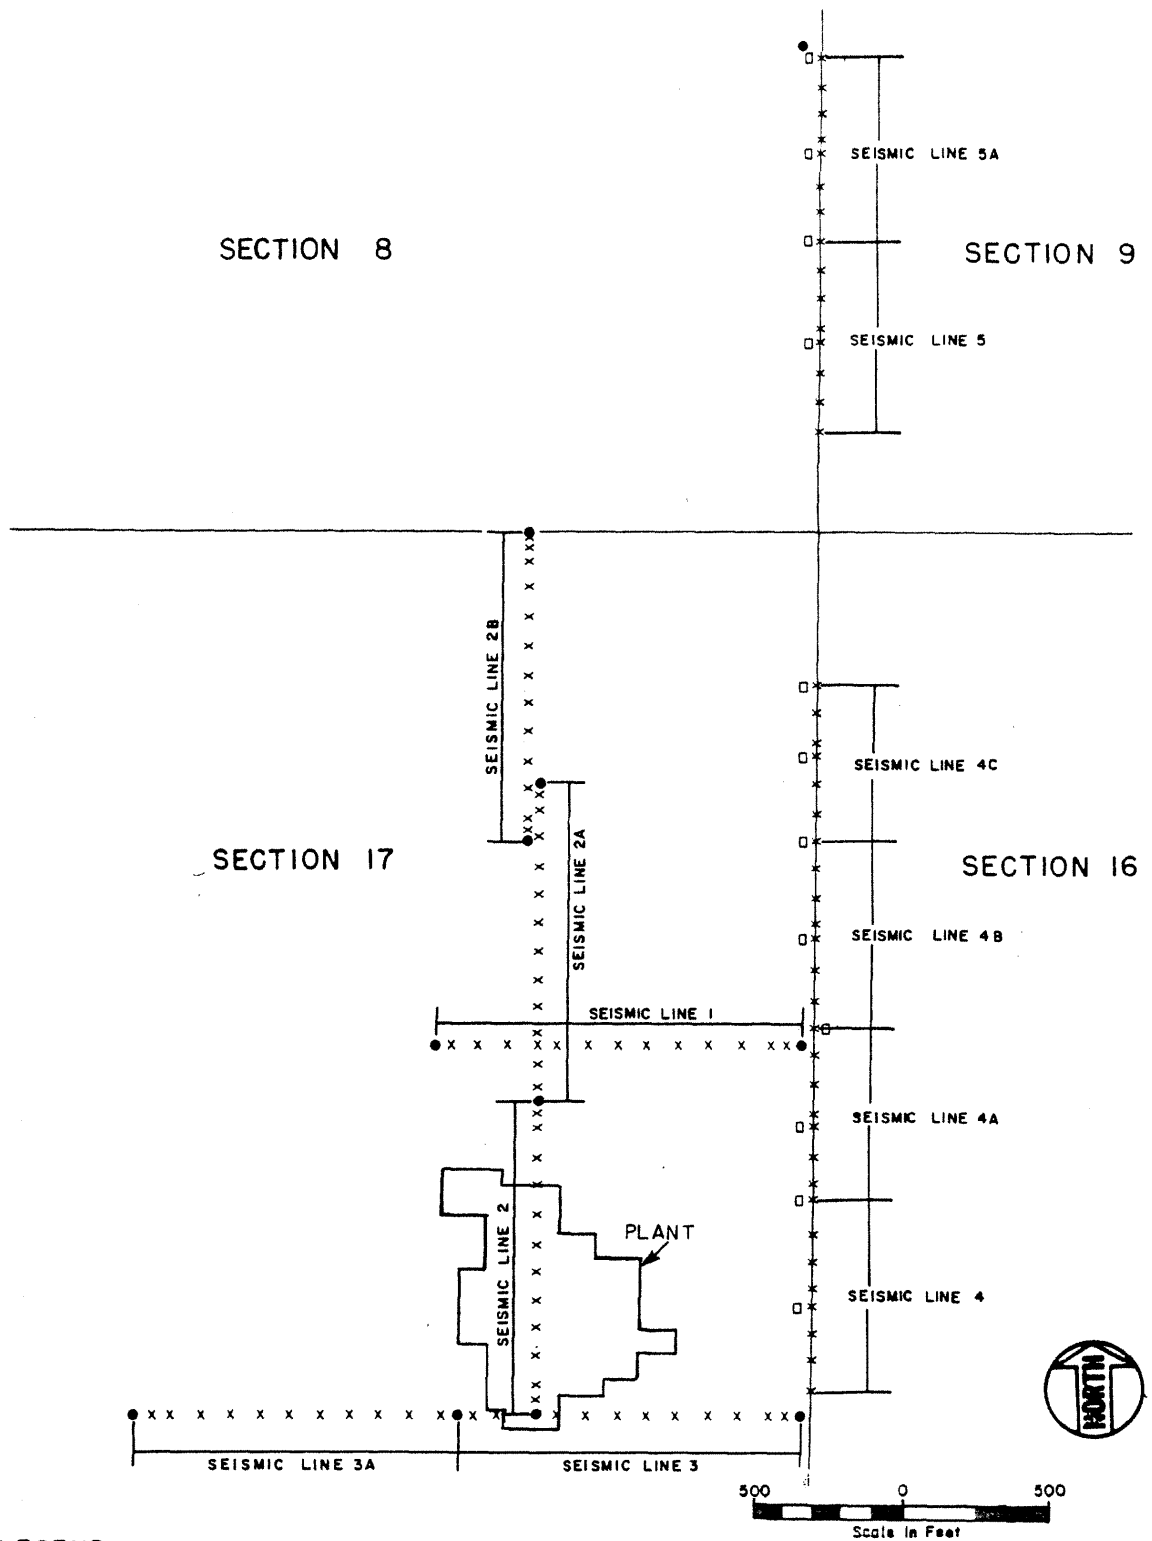 SEISMIC LINE 5A
SECTION 8
SECTION 9
SEISMIC LINE 5
SEISMIC LINE 2B
SEISMIC LINE 4C
SECTION 17
SEISMIC LINE 2A
SECTION 16
SEISMIC LINE 4B
SEISMIC LINE 1
SEISMIC LINE 4A
SEISMIC LINE 2
PLANT
SEISMIC LINE 4
NORTH
SEISMIC LINE 3A
SEISMIC LINE 3
500 0 500
Scale In Feet